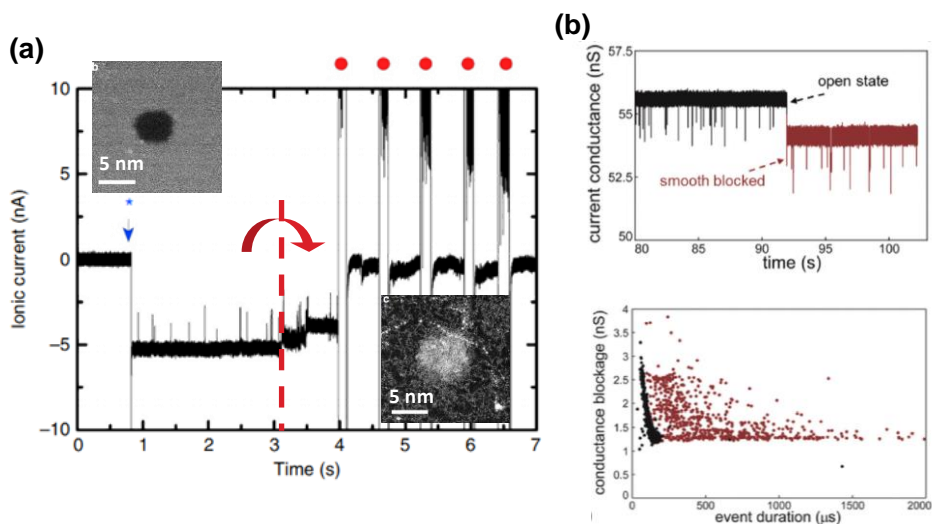 (a)
10
5
0
−5
−10
Ionic current (nA)
b
5 nm
*
c
5 nm
0 1 2 3 4 5 6 7
Time (s)
(b)
57.5
55
52.5
50
current conductance (nS)
open state
smooth blocked
80 85 90 95 100
time (s)
4
3.5
3
2.5
2
1.5
1
0.5
0
conductance blockage (nS)
0 500 1000 1500 2000
event duration (μs)